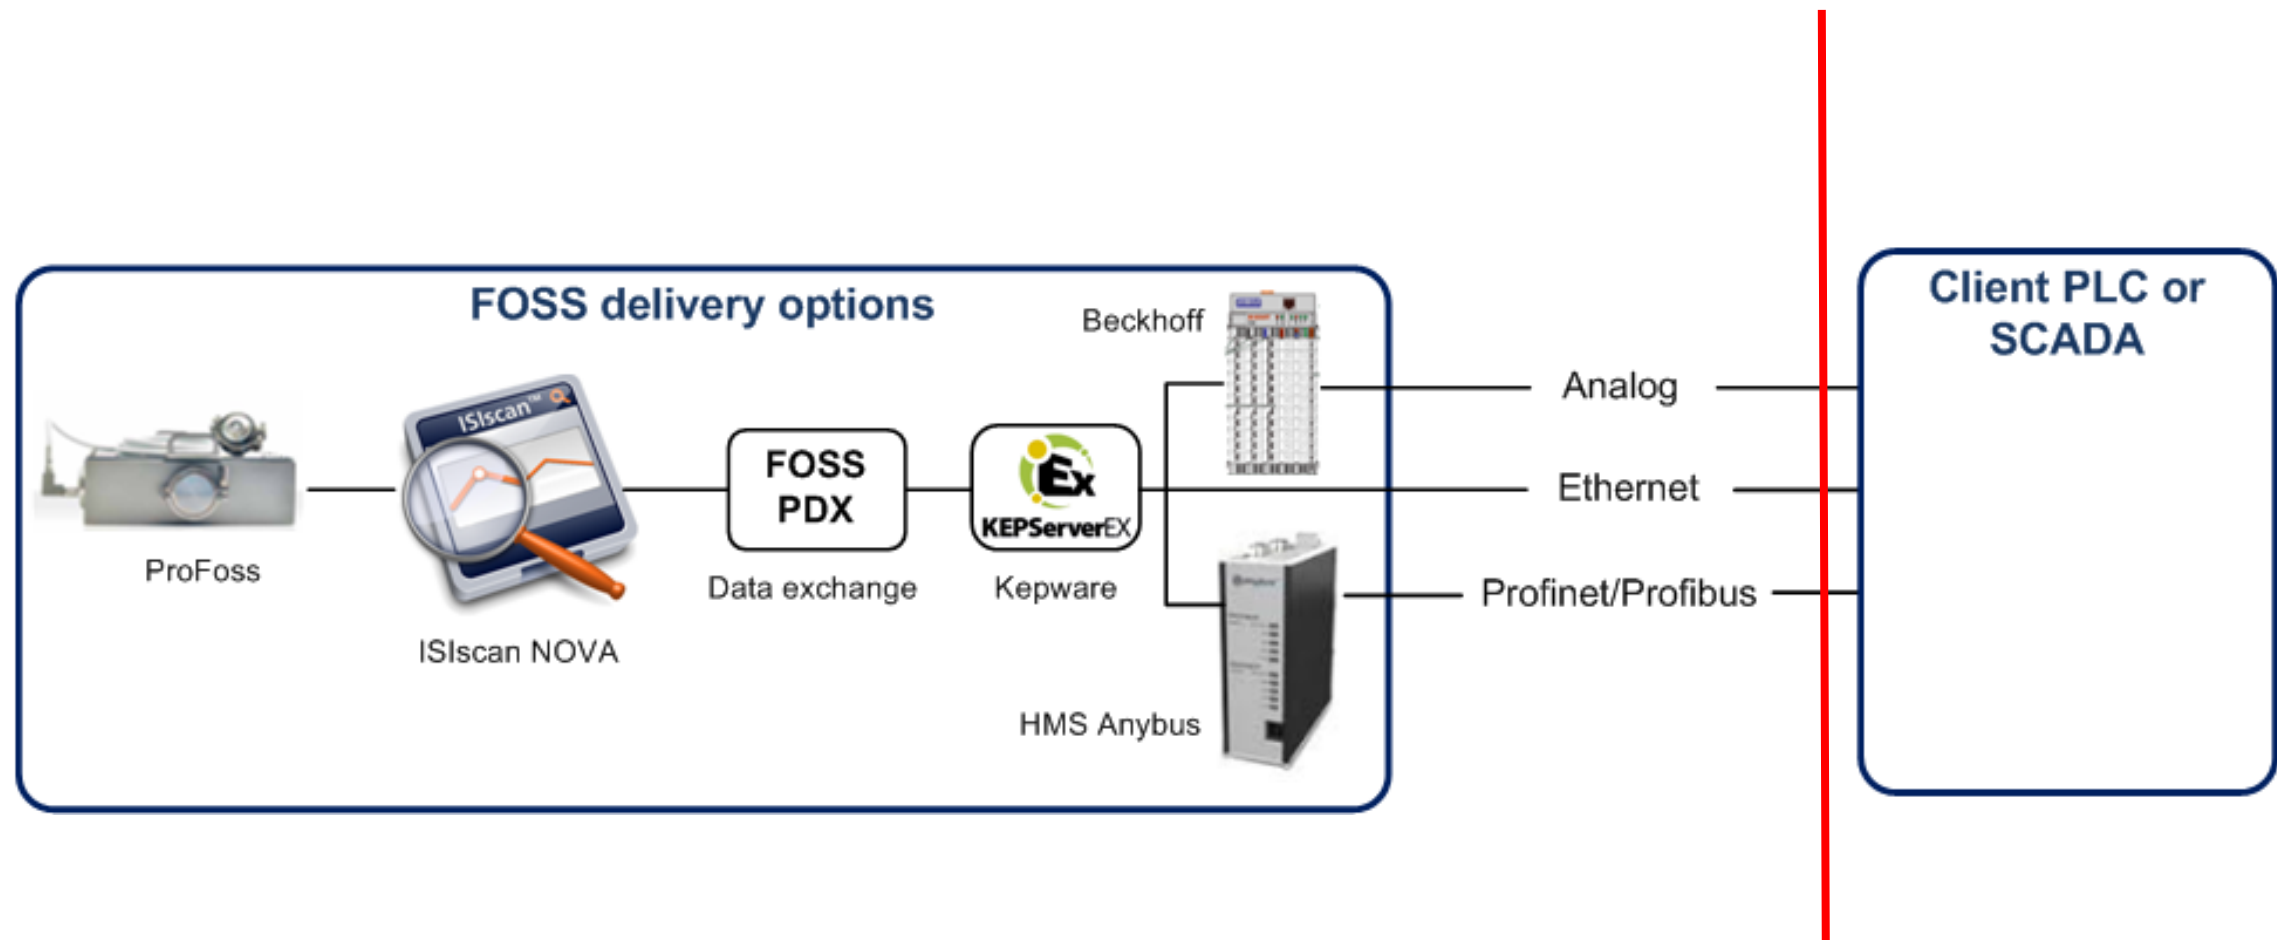 FOSS delivery options
Client PLC or
SCADA
Beckhoff
ISIscan™
Analog
FOSS
PDX
Ex
KEPServerEX
Ethernet
ProFoss
Data exchange
Kepware
Profinet/Profibus
ISIscan NOVA
HMS Anybus